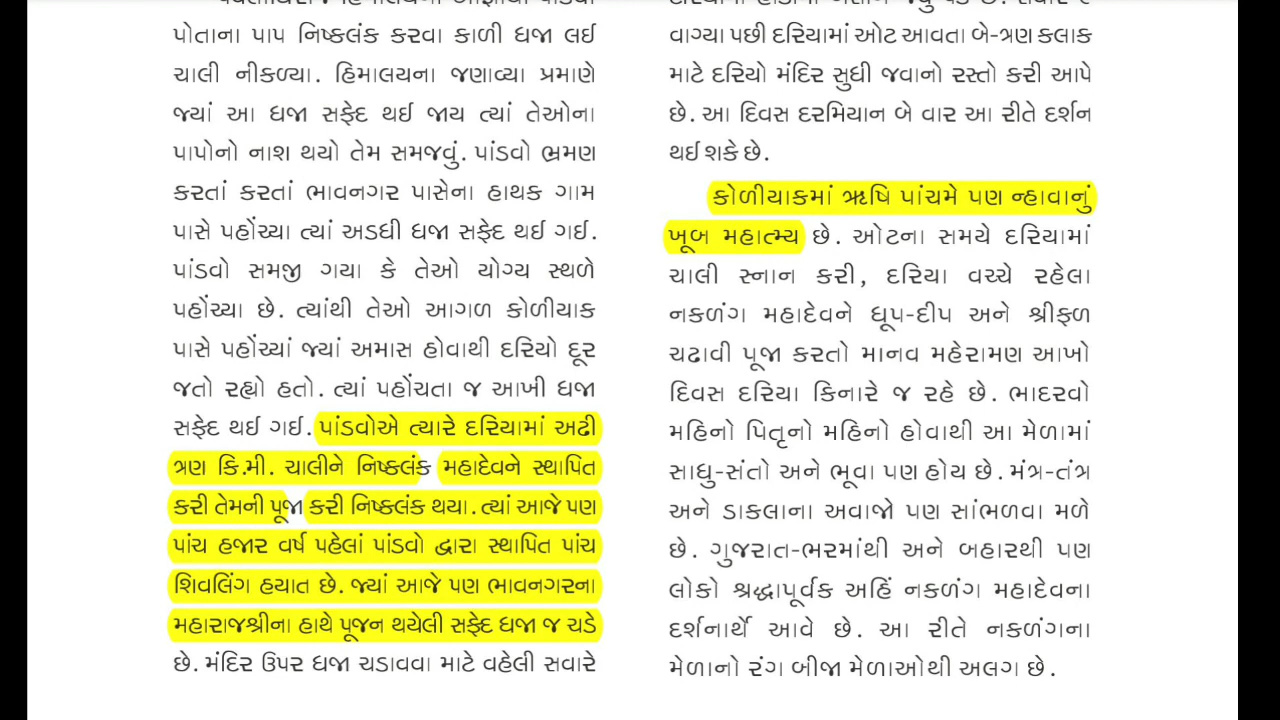 પોતાના પાપ નિષ્કલંક કરવા કાળી ધજા લઈ
ચાલી નીકળ્યા. હિમાલયના જણાવ્યા પ્રમાણે
જ્યાં આ ધજા સફેદ થઈ જાય ત્યાં તેઓના
પાપોનો નાશ થયો તેમ સમજવું. પાંડવો ભ્રમણ
કરતાં કરતાં ભાવનગર પાસેના હાથક ગામ
પાસે પહોંચ્યા ત્યાં અડધી ધજા સફેદ થઈ ગઈ.
પાંડવો સમજી ગયા કે તેઓ યોગ્ય સ્થળે
પહોંચ્યા છે. ત્યાંથી તેઓ આગળ કોળીયાક
પાસે પહોંચ્યાં જ્યાં અમાસ હોવાથી દરિયો દૂર
જતો રહ્યો હતો. ત્યાં પહોંચતા જ આખી ધજા
સફેદ થઈ ગઈ. પાંડવોએ ત્યારે દરિયામાં અઢી
ત્રણ કિ.મી. ચાલીને નિષ્કલંક મહાદેવને સ્થાપિત
કરી તેમની પૂજા કરી નિષ્કલંક થયા. ત્યાં આજે પણ
પાંચ હજાર વર્ષ પહેલાં પાંડવો દ્વારા સ્થાપિત પાંચ
શિવલિંગ હયાત છે. જ્યાં આજે પણ ભાવનગરના
મહારાજશ્રીના હાથે પૂજન થયેલી સફેદ ધજા જ ચડે
છે. મંદિર ઉપર ધજા ચડાવવા માટે વહેલી સવારે
વાગ્યા પછી દરિયામાં ઓટ આવતા બે-ત્રણ કલાક
માટે દરિયો મંદિર સુધી જવાનો રસ્તો કરી આપે
છે. આ દિવસ દરમિયાન બે વાર આ રીતે દર્શન
થઈ શકે છે.
કોળીયાકમાં ઋષિ પાંચમે પણ ન્હાવાનું
ખૂબ મહાત્મ્ય છે. ઓટના સમયે દરિયામાં
ચાલી સ્નાન કરી, દરિયા વચ્ચે રહેલા
નકળંગ મહાદેવને ધૂપ-દીપ અને શ્રીફળ
ચઢાવી પૂજા કરતો માનવ મહેરામણ આખો
દિવસ દરિયા કિનારે જ રહે છે. ભાદરવો
મહિનો પિતૃનો મહિનો હોવાથી આ મેળામાં
સાધુ-સંતો અને ભૂવા પણ હોય છે. મંત્ર-તંત્ર
અને ડાકલાના અવાજો પણ સાંભળવા મળે
છે. ગુજરાત-ભરમાંથી અને બહારથી પણ
લોકો શ્રદ્ધાપૂર્વક અહિં નકળંગ મહાદેવના
દર્શનાર્થે આવે છે. આ રીતે નકળંગના
મેળાનો રંગ બીજા મેળાઓથી અલગ છે.